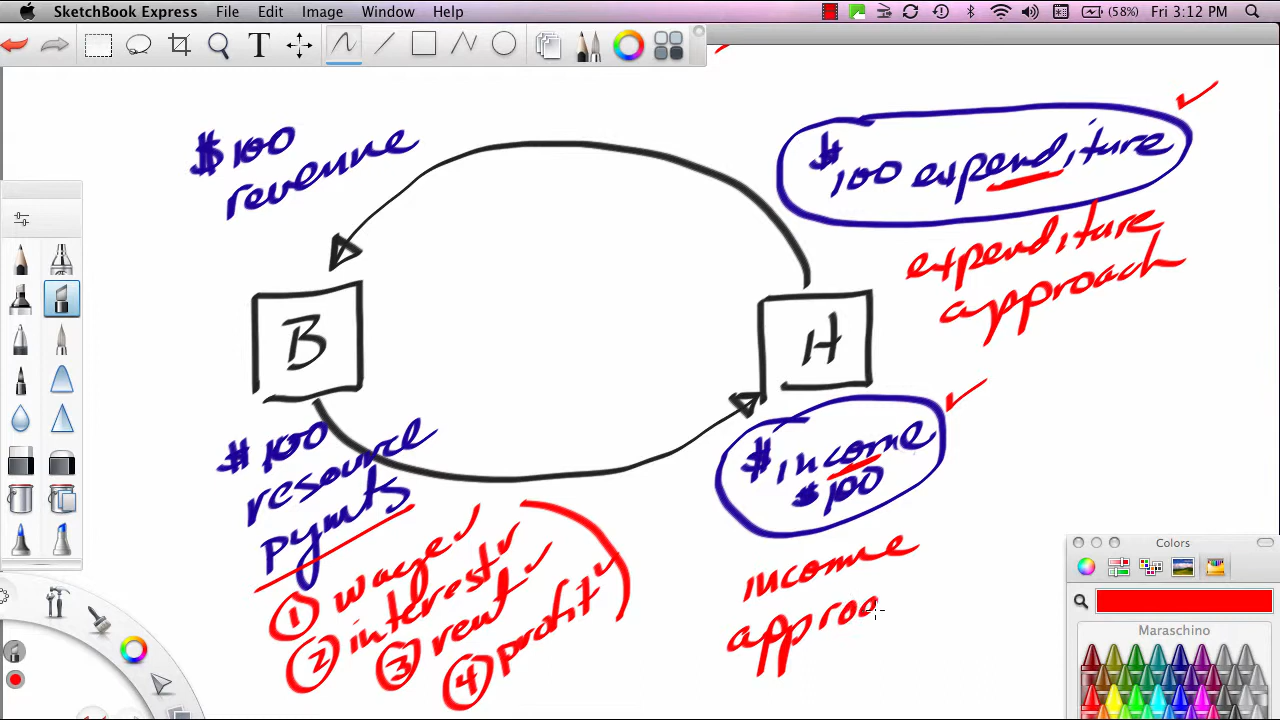 SketchBook Express File Edit Image Window Help (58%) Fri 3:12 PM
T
$100
revenue
$100 expenditure
expenditure
approach
B
H
$100
resource
pymts
$ income
$100
① wage
② interest
③ rent
④ profit
income
approa
Colors
Maraschino